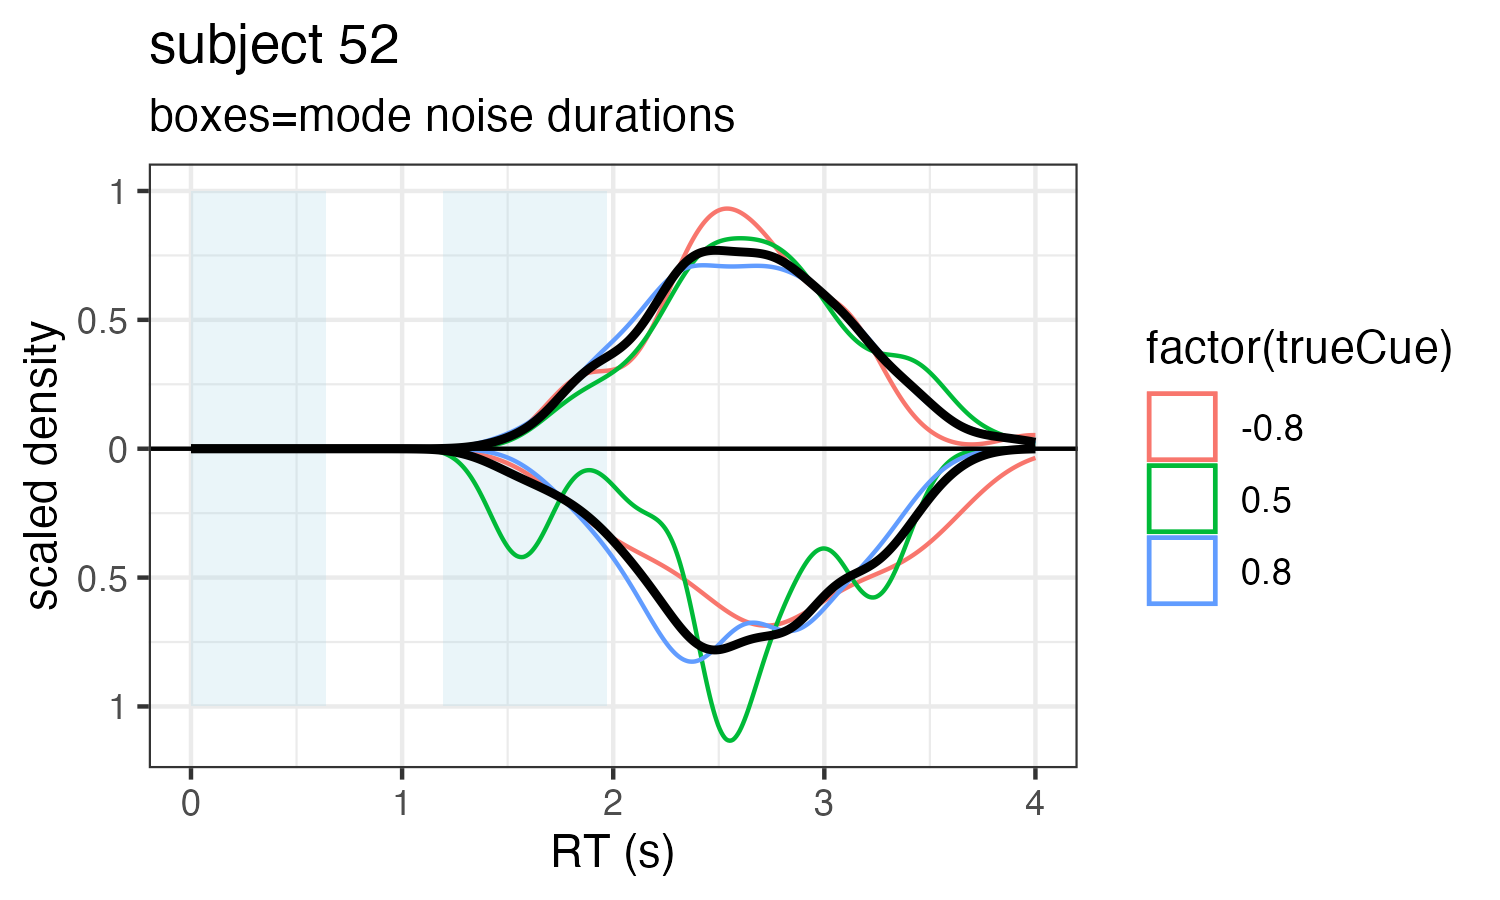 subject 52
boxes=mode noise durations
scaled density
1
0.5
0
0.5
1
0 1 2 3 4
RT (s)
factor(trueCue)
-0.8
0.5
0.8